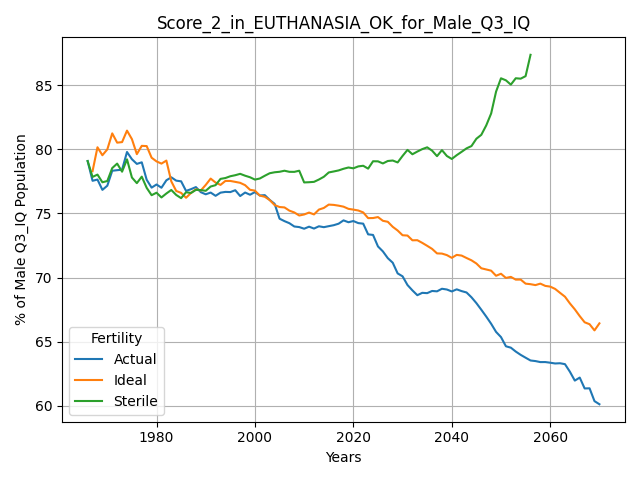 Score_2_in_EUTHANASIA_OK_for_Male_Q3_IQ
% of Male Q3_IQ Population
85
80
75
70
65
60
Fertility
Actual
Ideal
Sterile
1980
2000
2020
2040
2060
Years